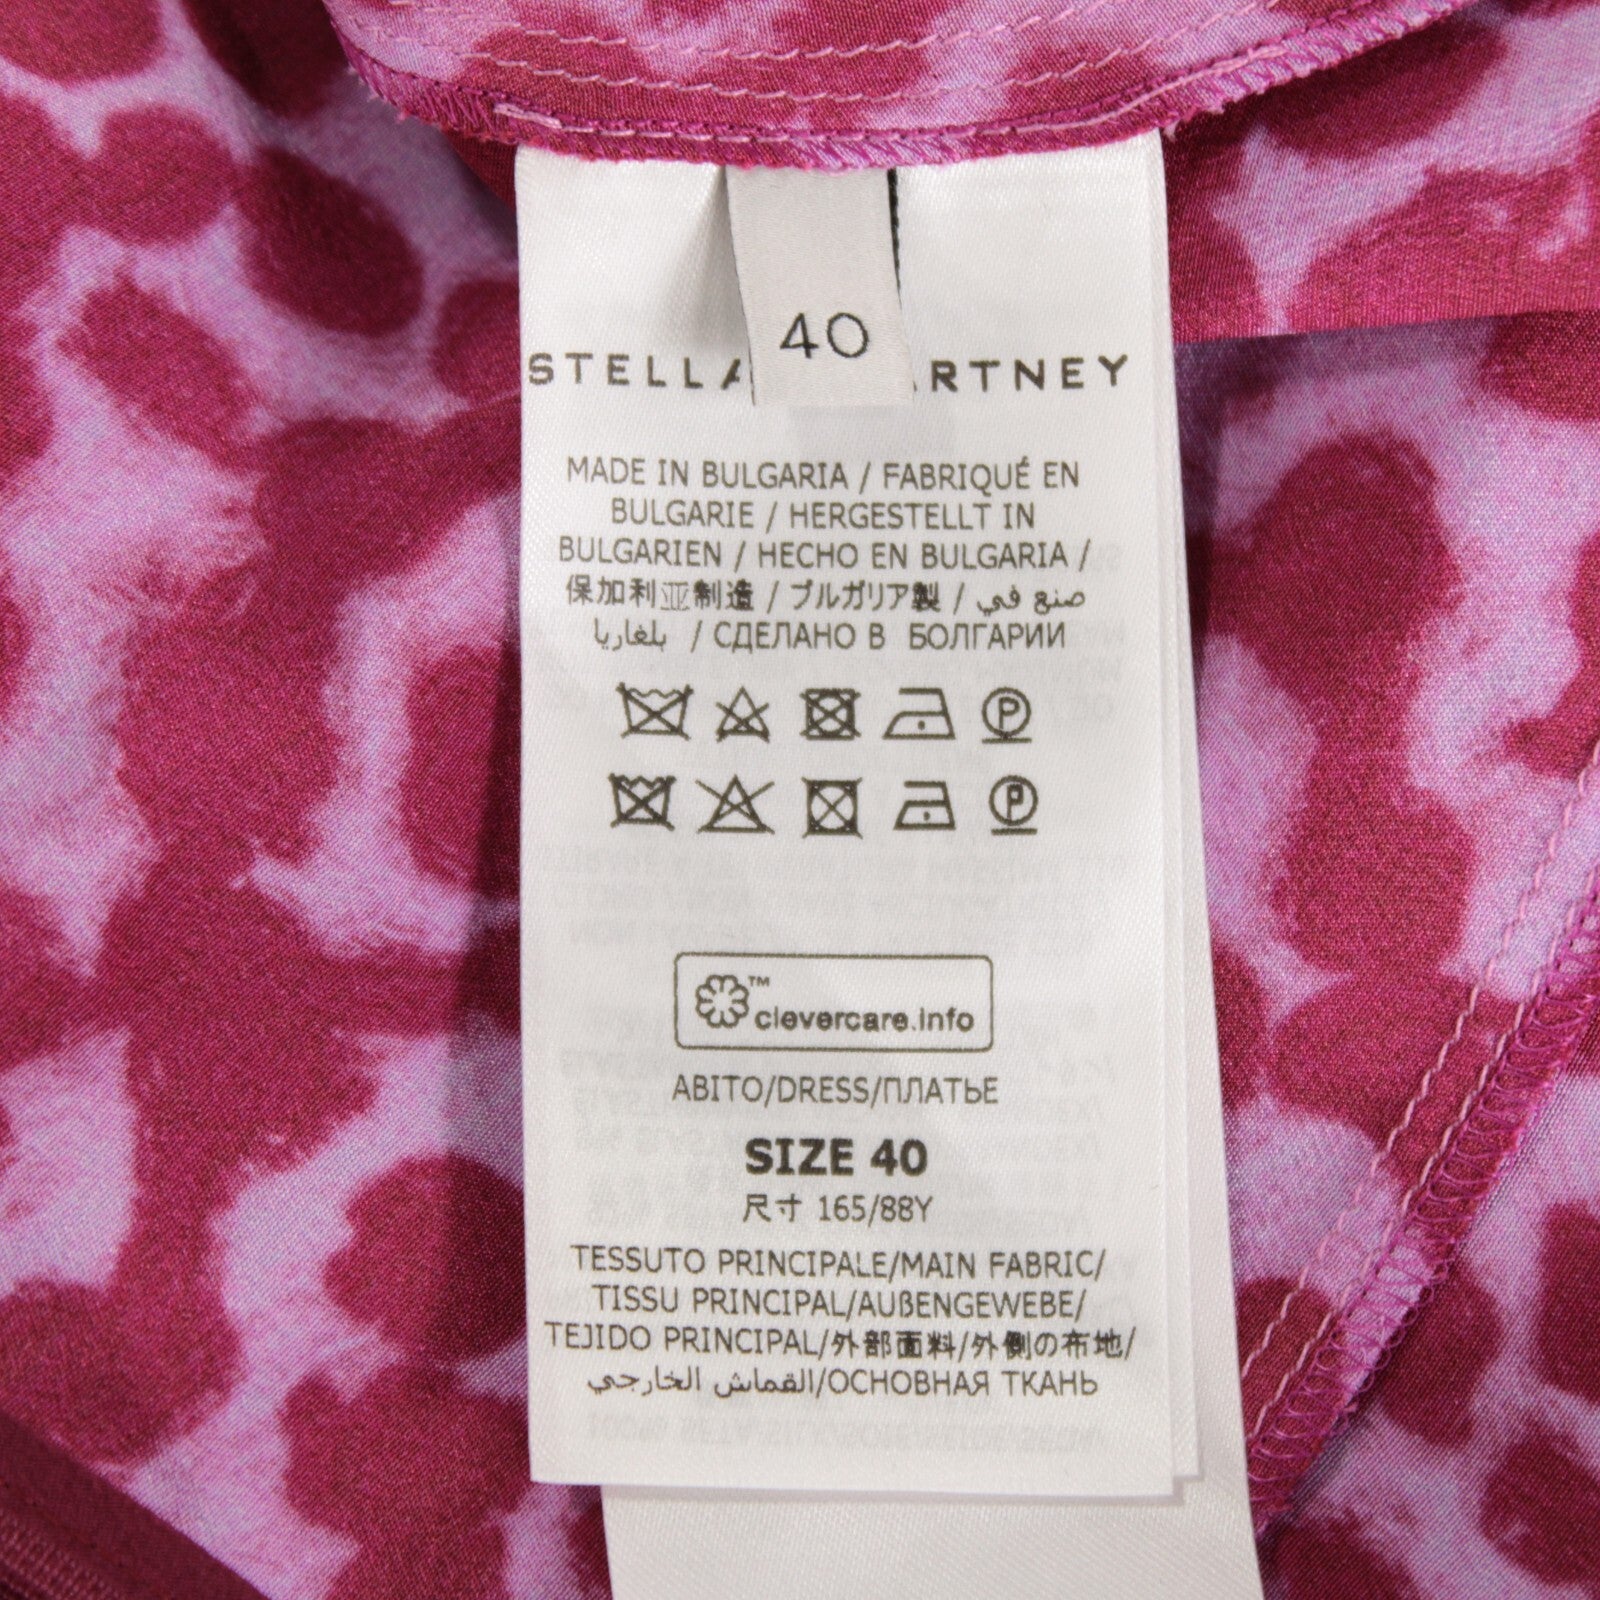 40
STELLA RTNEY
MADE IN BULGARIA / FABRIQUÉ EN
BULGARIE / HERGESTELLT IN
BULGARIEN / HECHO EN BULGARIA /
保加利亚制造 / ブルガリア製 / صنع في
بلغاريا / СДЕЛАНО В БОЛГАРИИ
P
P
™
clevercare.info
ABITO/DRESS/ПЛАТЬЕ
SIZE 40
尺寸 165/88Y
TESSUTO PRINCIPALE/MAIN FABRIC/
TISSU PRINCIPAL/AUßENGEWEBE/
TEJIDO PRINCIPAL/外部面料/外側の布地/
القماش الخارجي/ОСНОВНАЯ ТКАНЬ